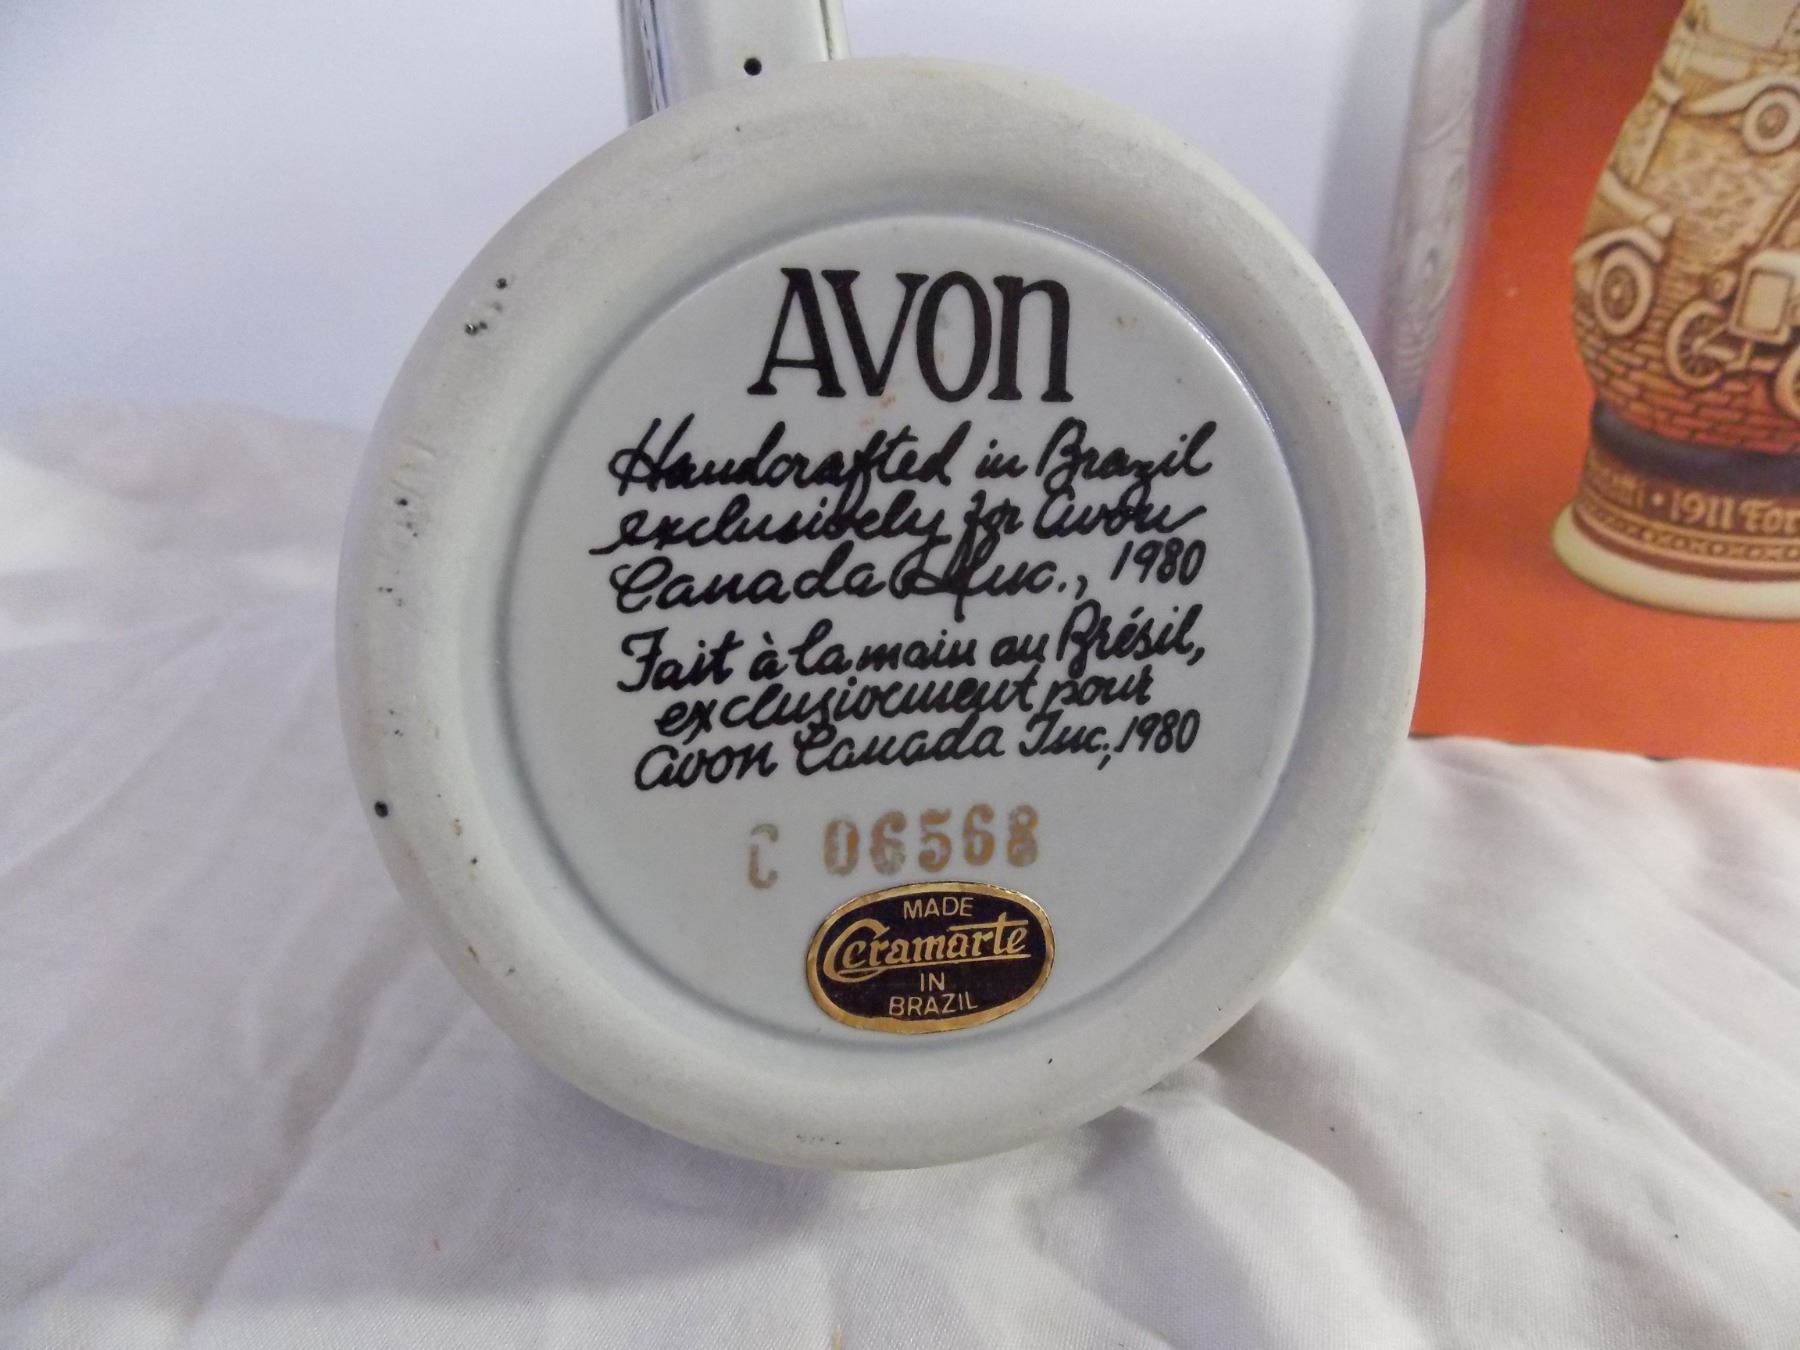 AVON
Handcrafted in Brazil
exclusively for Avon
Canada Inc., 1980
Fait à la main au Brésil,
exclusivement pour
Avon Canada Inc., 1980
C 06568
MADE
Ceramarte
IN
BRAZIL
• 1911 For